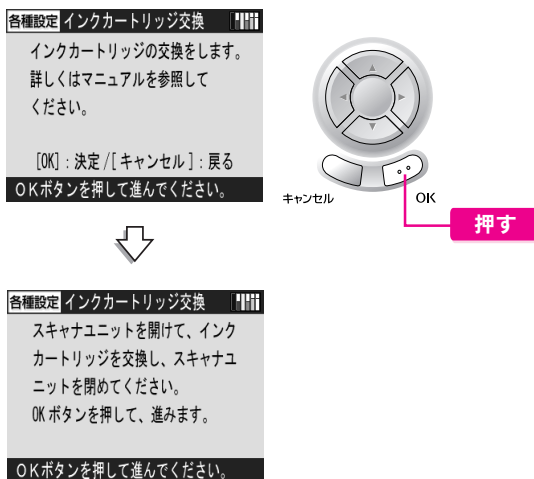 各種設定 インクカートリッジ交換
インクカートリッジの交換をします。
詳しくはマニュアルを参照して
ください。
[OK]:決定/[キャンセル]:戻る
OKボタンを押して進んでください。
キャンセル
OK
押す
各種設定 インクカートリッジ交換
スキャナユニットを開けて、インク
カートリッジを交換し、スキャナユ
ニットを閉めてください。
OKボタンを押して、進みます。
OKボタンを押して進んでください。